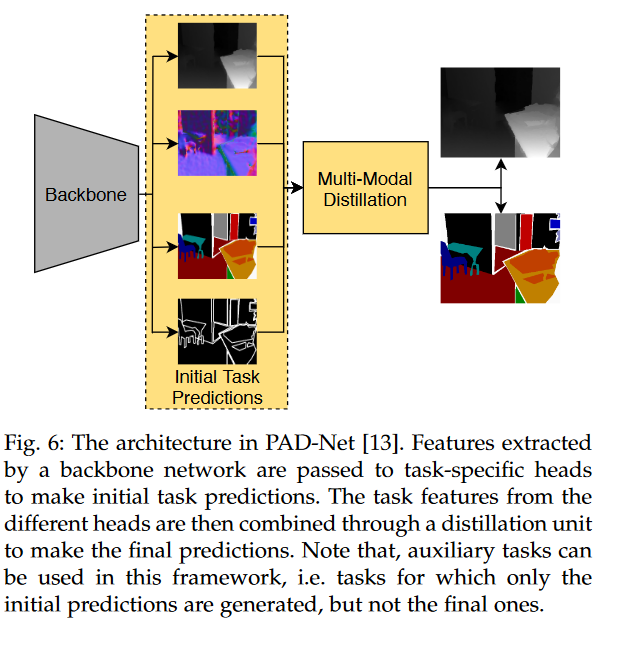 Backbone
Multi-Modal
Distillation
Initial Task
Predictions
Fig. 6: The architecture in PAD-Net [13]. Features extracted
by a backbone network are passed to task-specific heads
to make initial task predictions. The task features from the
different heads are then combined through a distillation unit
to make the final predictions. Note that, auxiliary tasks can
be used in this framework, i.e. tasks for which only the
initial predictions are generated, but not the final ones.